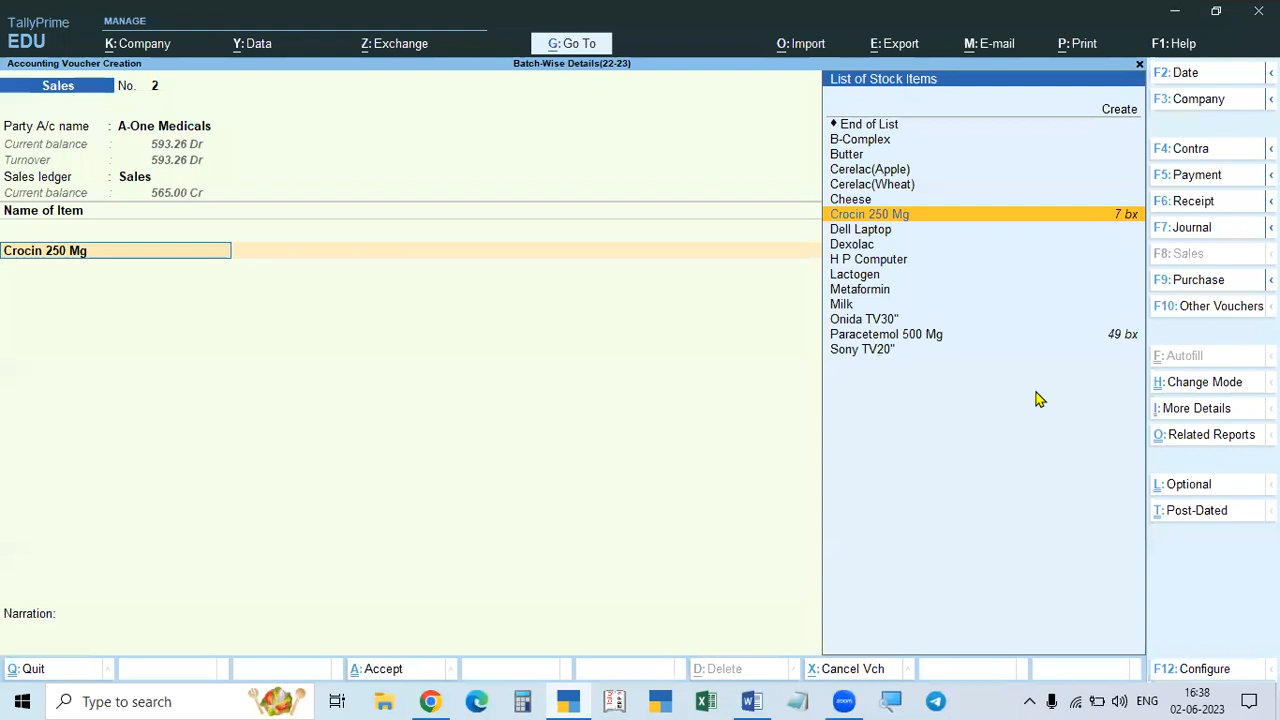 TallyPrime
EDU
MANAGE
K: Company
Y: Data
Z: Exchange
G: Go To
O: Import
E: Export
M: E-mail
P: Print
F1: Help
Accounting Voucher Creation
Batch-Wise Details(22-23)
Sales No. 2
Party A/c name : A-One Medicals
Current balance : 593.26 Dr
Turnover : 593.26 Dr
Sales ledger : Sales
Current balance : 565.00 Cr
Name of Item
Crocin 250 Mg
Narration:
List of Stock Items
Create
♦ End of List
B-Complex
Butter
Cerelac(Apple)
Cerelac(Wheat)
Cheese
Crocin 250 Mg 7 bx
Dell Laptop
Dexolac
H P Computer
Lactogen
Metaformin
Milk
Onida TV30"
Paracetemol 500 Mg 49 bx
Sony TV20"
F2: Date
F3: Company
F4: Contra
F5: Payment
F6: Receipt
F7: Journal
F8: Sales
F9: Purchase
F10: Other Vouchers
F: Autofill
H: Change Mode
I: More Details
O: Related Reports
L: Optional
T: Post-Dated
Q: Quit
A: Accept
D: Delete
X: Cancel Vch
F12: Configure
Type to search
zoom
ENG
16:38
02-06-2023